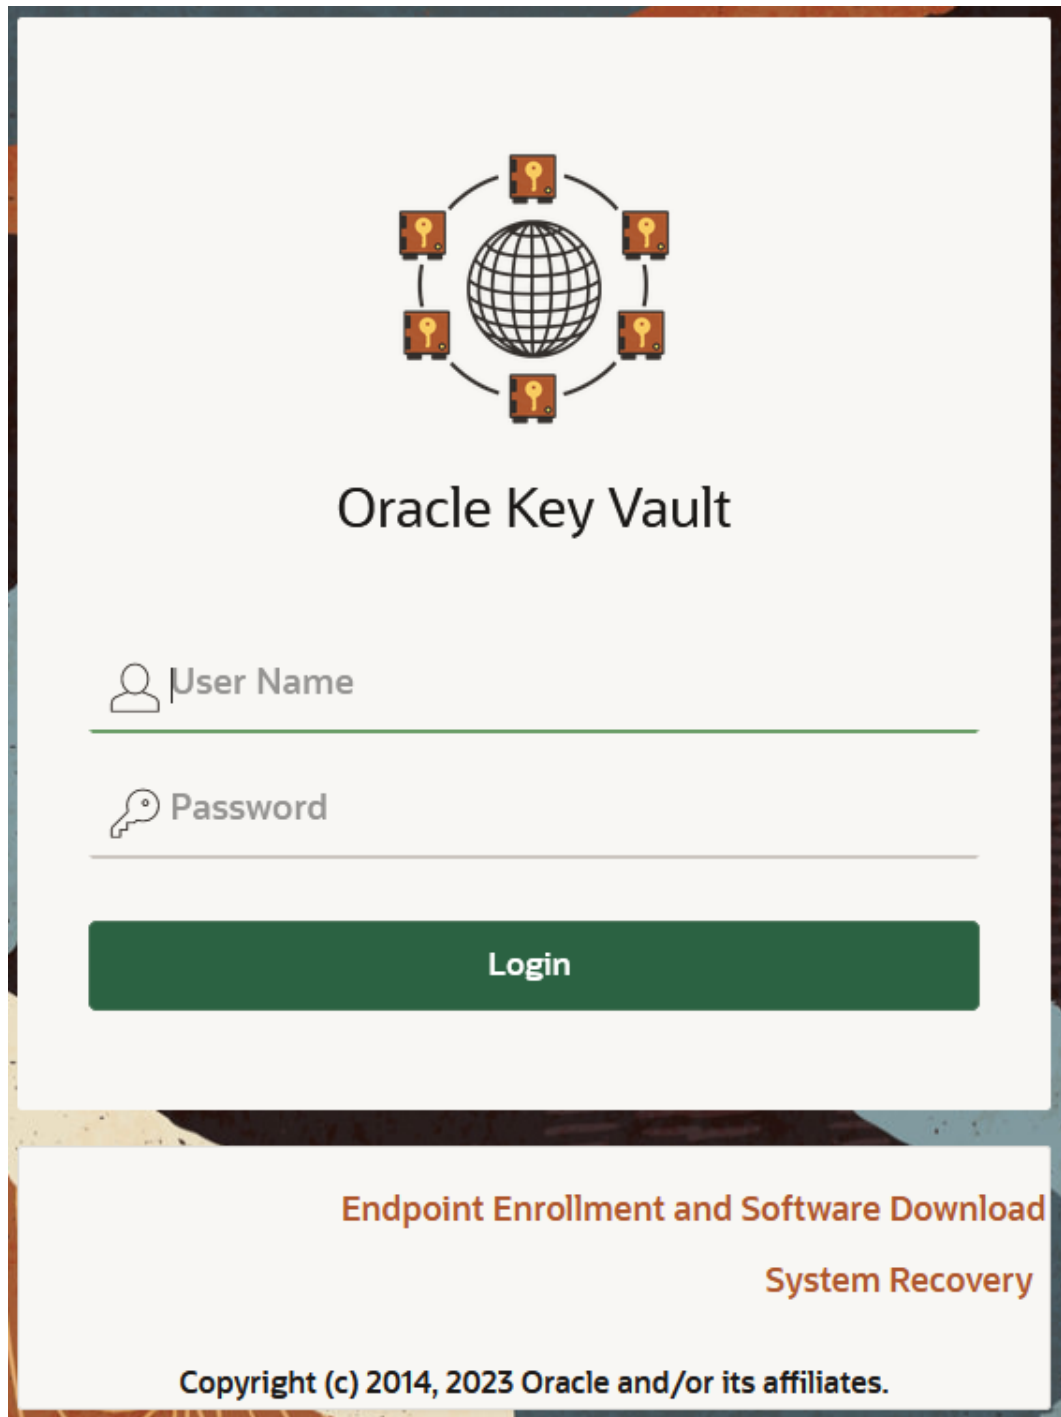 Oracle Key Vault
User Name
Password
Login
Endpoint Enrollment and Software Download
System Recovery
Copyright (c) 2014, 2023 Oracle and/or its affiliates.